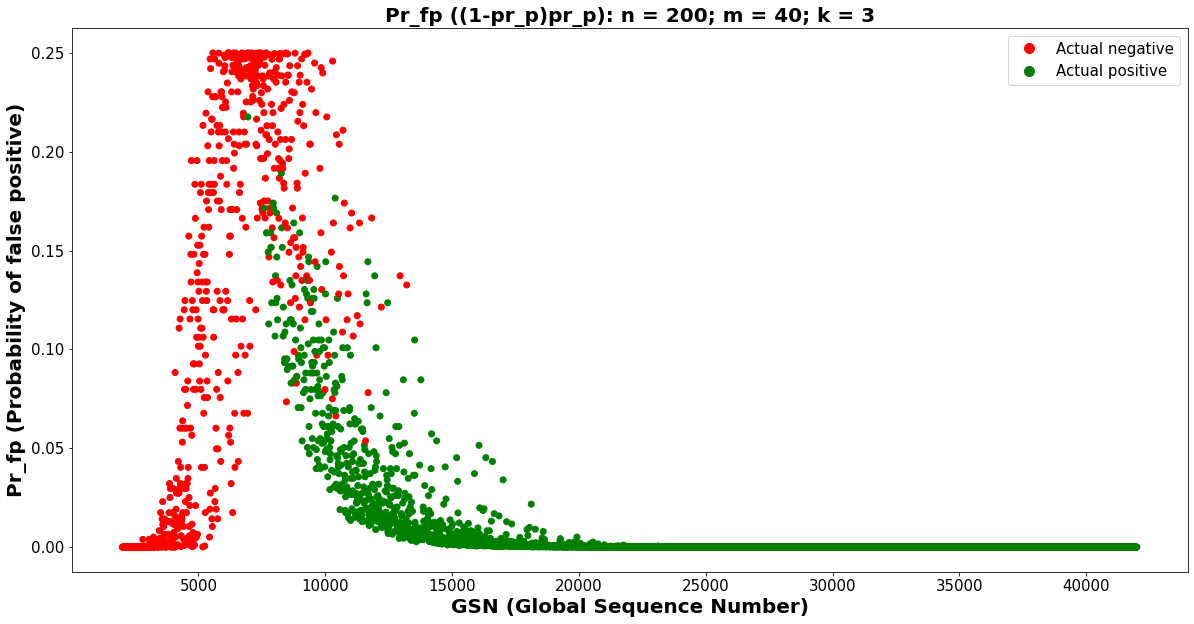 Pr_fp ((1-pr_p)pr_p): n = 200; m = 40; k = 3
Actual negative
Actual positive
Pr_fp (Probability of false positive)
0.25
0.20
0.15
0.10
0.05
0.00
5000 10000 15000 20000 25000 30000 35000 40000
GSN (Global Sequence Number)